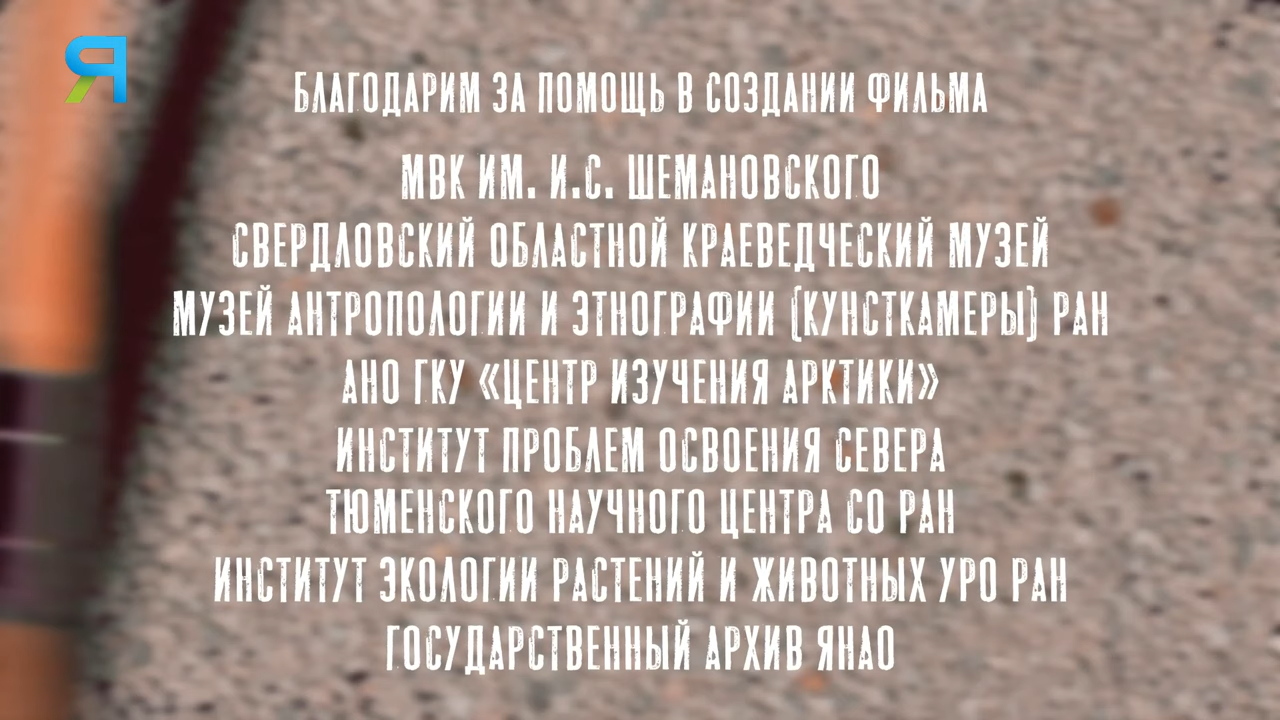 Я
БЛАГОДАРИМ ЗА ПОМОЩЬ В СОЗДАНИИ ФИЛЬМА
МВК ИМ. И.С. ШЕМАНОВСКОГО
СВЕРДЛОВСКИЙ ОБЛАСТНОЙ КРАЕВЕДЧЕСКИЙ МУЗЕЙ
МУЗЕЙ АНТРОПОЛОГИИ И ЭТНОГРАФИИ (КУНСТКАМЕРЫ) РАН
АНО ГКУ «ЦЕНТР ИЗУЧЕНИЯ АРКТИКИ»
ИНСТИТУТ ПРОБЛЕМ ОСВОЕНИЯ СЕВЕРА
ТЮМЕНСКОГО НАУЧНОГО ЦЕНТРА СО РАН
ИНСТИТУТ ЭКОЛОГИИ РАСТЕНИЙ И ЖИВОТНЫХ УРО РАН
ГОСУДАРСТВЕННЫЙ АРХИВ ЯНАО